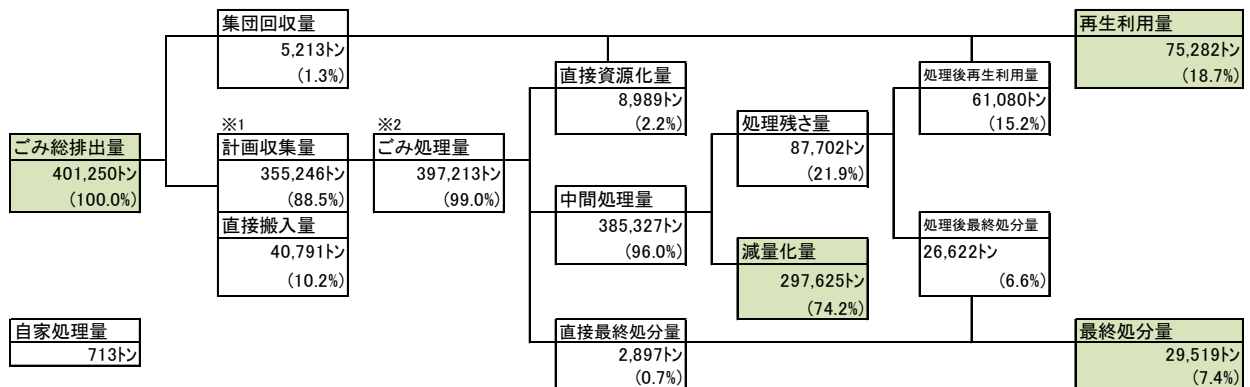 集団回収量
5,213トン
(1.3%)
再生利用量
75,282トン
(18.7%)
直接資源化量
8,989トン
(2.2%)
処理後再生利用量
61,080トン
(15.2%)
処理残さ量
87,702トン
(21.9%)
ごみ総排出量
401,250トン
(100.0%)
※1
計画収集量
355,246トン
(88.5%)
※2
ごみ処理量
397,213トン
(99.0%)
直接搬入量
40,791トン
(10.2%)
中間処理量
385,327トン
(96.0%)
減量化量
297,625トン
(74.2%)
処理後最終処分量
26,622トン
(6.6%)
自家処理量
713トン
直接最終処分量
2,897トン
(0.7%)
最終処分量
29,519トン
(7.4%)